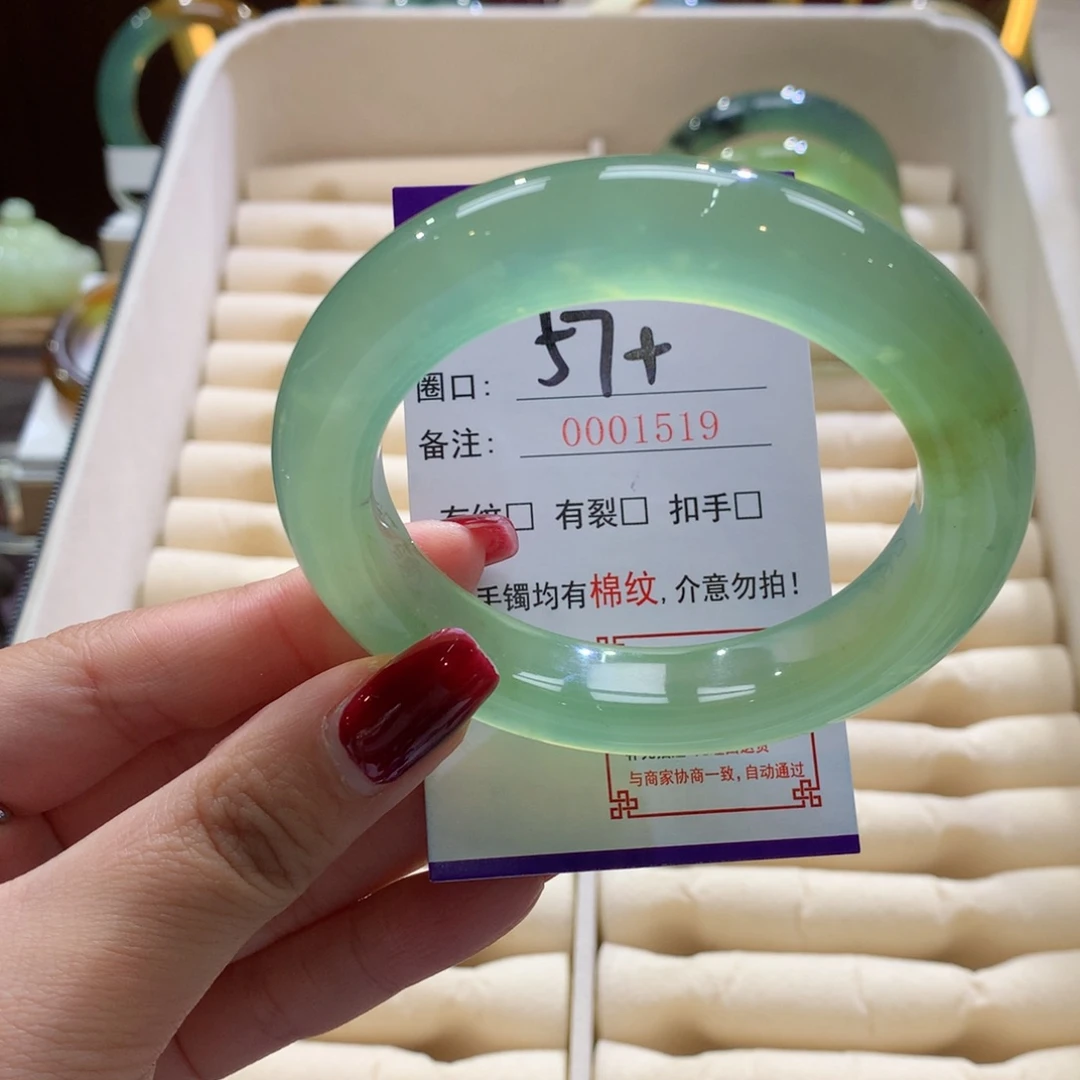 圈口: 57+
备注: 0001519
有纹□ 有裂□ 扣手□
手镯均有棉纹,介意勿拍!
与商家协商一致,自动通过